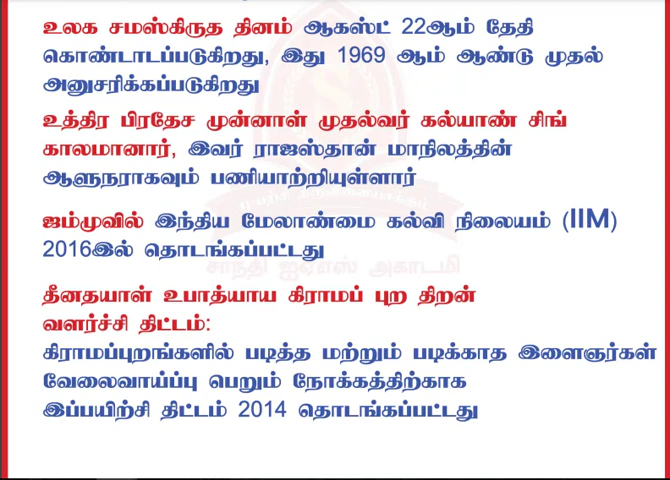 உலக சமஸ்கிருத தினம் ஆகஸ்ட் 22ஆம் தேதி
கொண்டாடப்படுகிறது, இது 1969 ஆம் ஆண்டு முதல்
அனுசரிக்கப்படுகிறது
உத்திர பிரதேச முன்னாள் முதல்வர் கல்யாண் சிங்
காலமானார், இவர் ராஜஸ்தான் மாநிலத்தின்
ஆளுநராகவும் பணியாற்றியுள்ளார்
ஜம்முவில் இந்திய மேலாண்மை கல்வி நிலையம் (IIM)
2016இல் தொடங்கப்பட்டது
சாந்தி ஐஏஎஸ் அகாடமி
தீனதயாள் உபாத்யாய கிராமப் புற திறன்
வளர்ச்சி திட்டம்:
கிராமப்புறங்களில் படித்த மற்றும் படிக்காத இளைஞர்கள்
வேலைவாய்ப்பு பெறும் நோக்கத்திற்காக
இப்பயிற்சி திட்டம் 2014 தொடங்கப்பட்டது